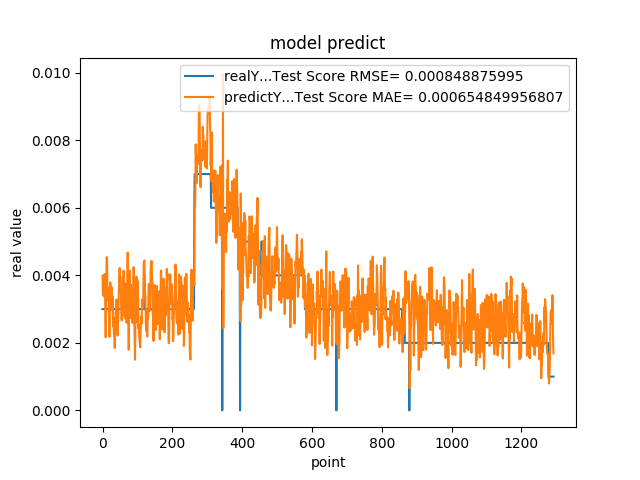 model predict
realY...Test Score RMSE= 0.000848875995
predictY...Test Score MAE= 0.000654849956807
real value
0.010
0.008
0.006
0.004
0.002
0.000
0 200 400 600 800 1000 1200
point